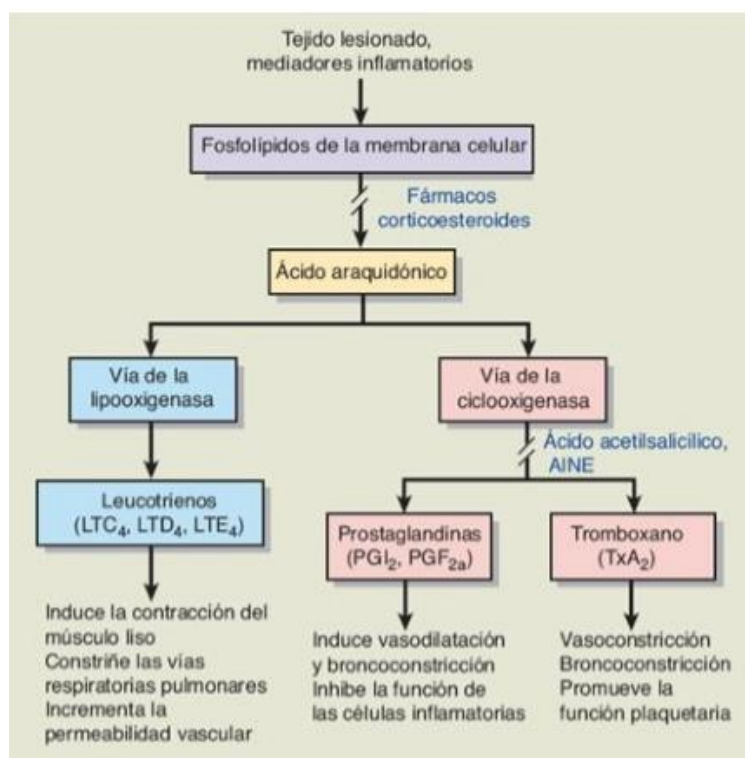 Tejido lesionado,
mediadores inflamatorios
Fosfolípidos de la membrana celular
Fármacos
corticoesteroides
Ácido araquidónico
Vía de la
lipooxigenasa
Vía de la
ciclooxigenasa
Ácido acetilsalicílico,
AINE
Leucotrienos
(LTC₄, LTD₄, LTE₄)
Prostaglandinas
(PGI₂, PGF₂ₐ)
Tromboxano
(TxA₂)
Induce la contracción del
músculo liso
Constriñe las vías
respiratorias pulmonares
Incrementa la
permeabilidad vascular
Induce vasodilatación
y broncoconstricción
Inhibe la función de
las células inflamatorias
Vasoconstricción
Broncoconstricción
Promueve la
función plaquetaria